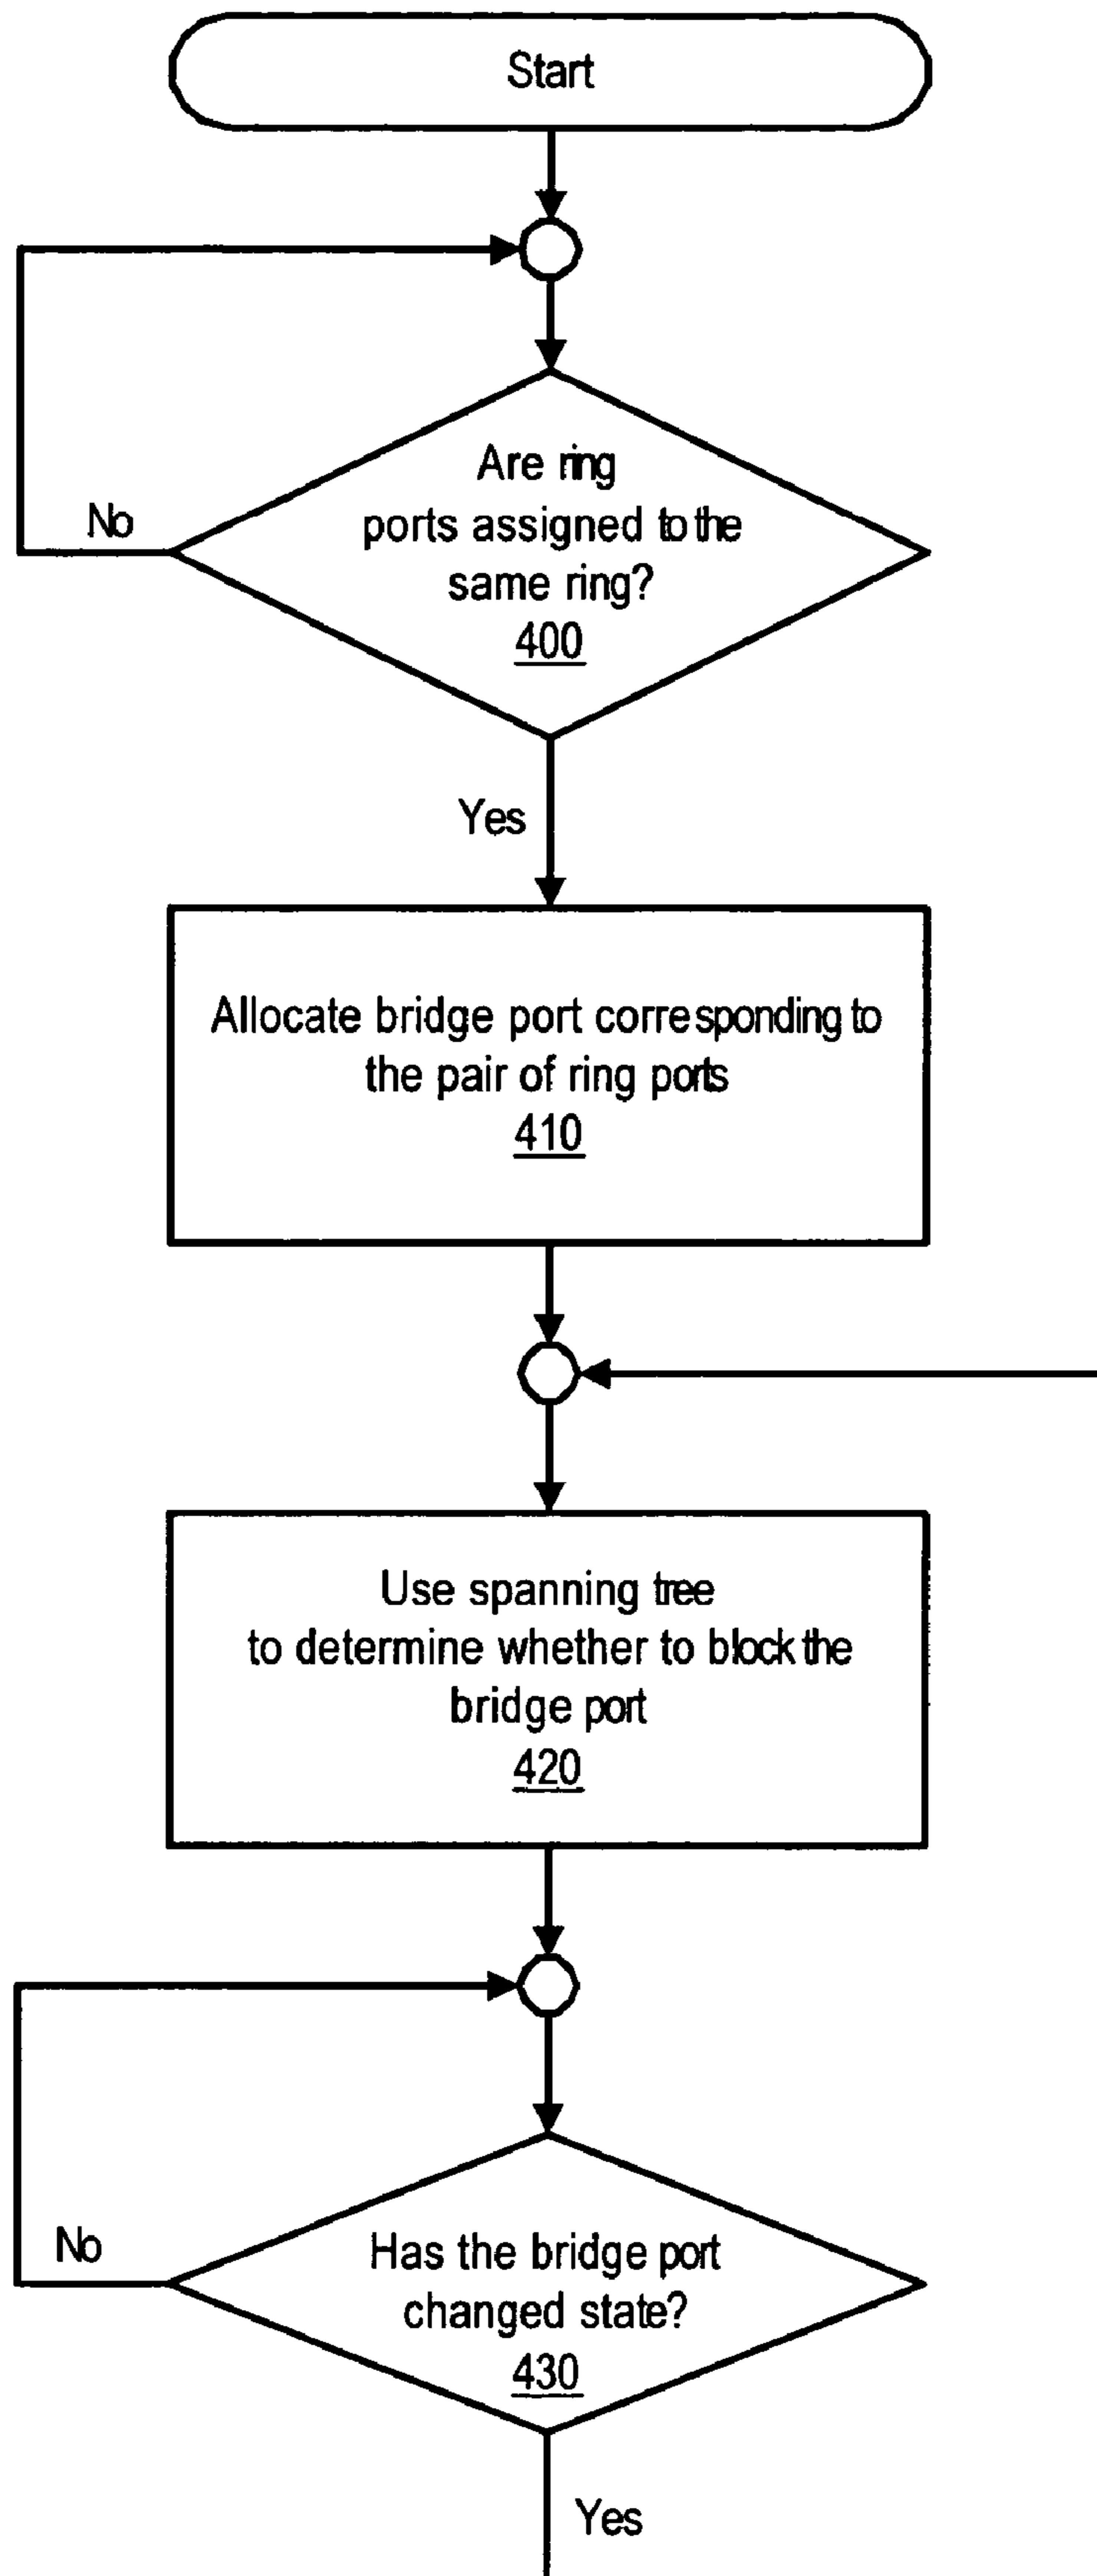 Start
Are ring
ports assigned to the
same ring?
400
No
Yes
Allocate bridge port corresponding to
the pair of ring ports
410
Use spanning tree
to determine whether to block the
bridge port
420
No
Has the bridge port
changed state?
430
Yes